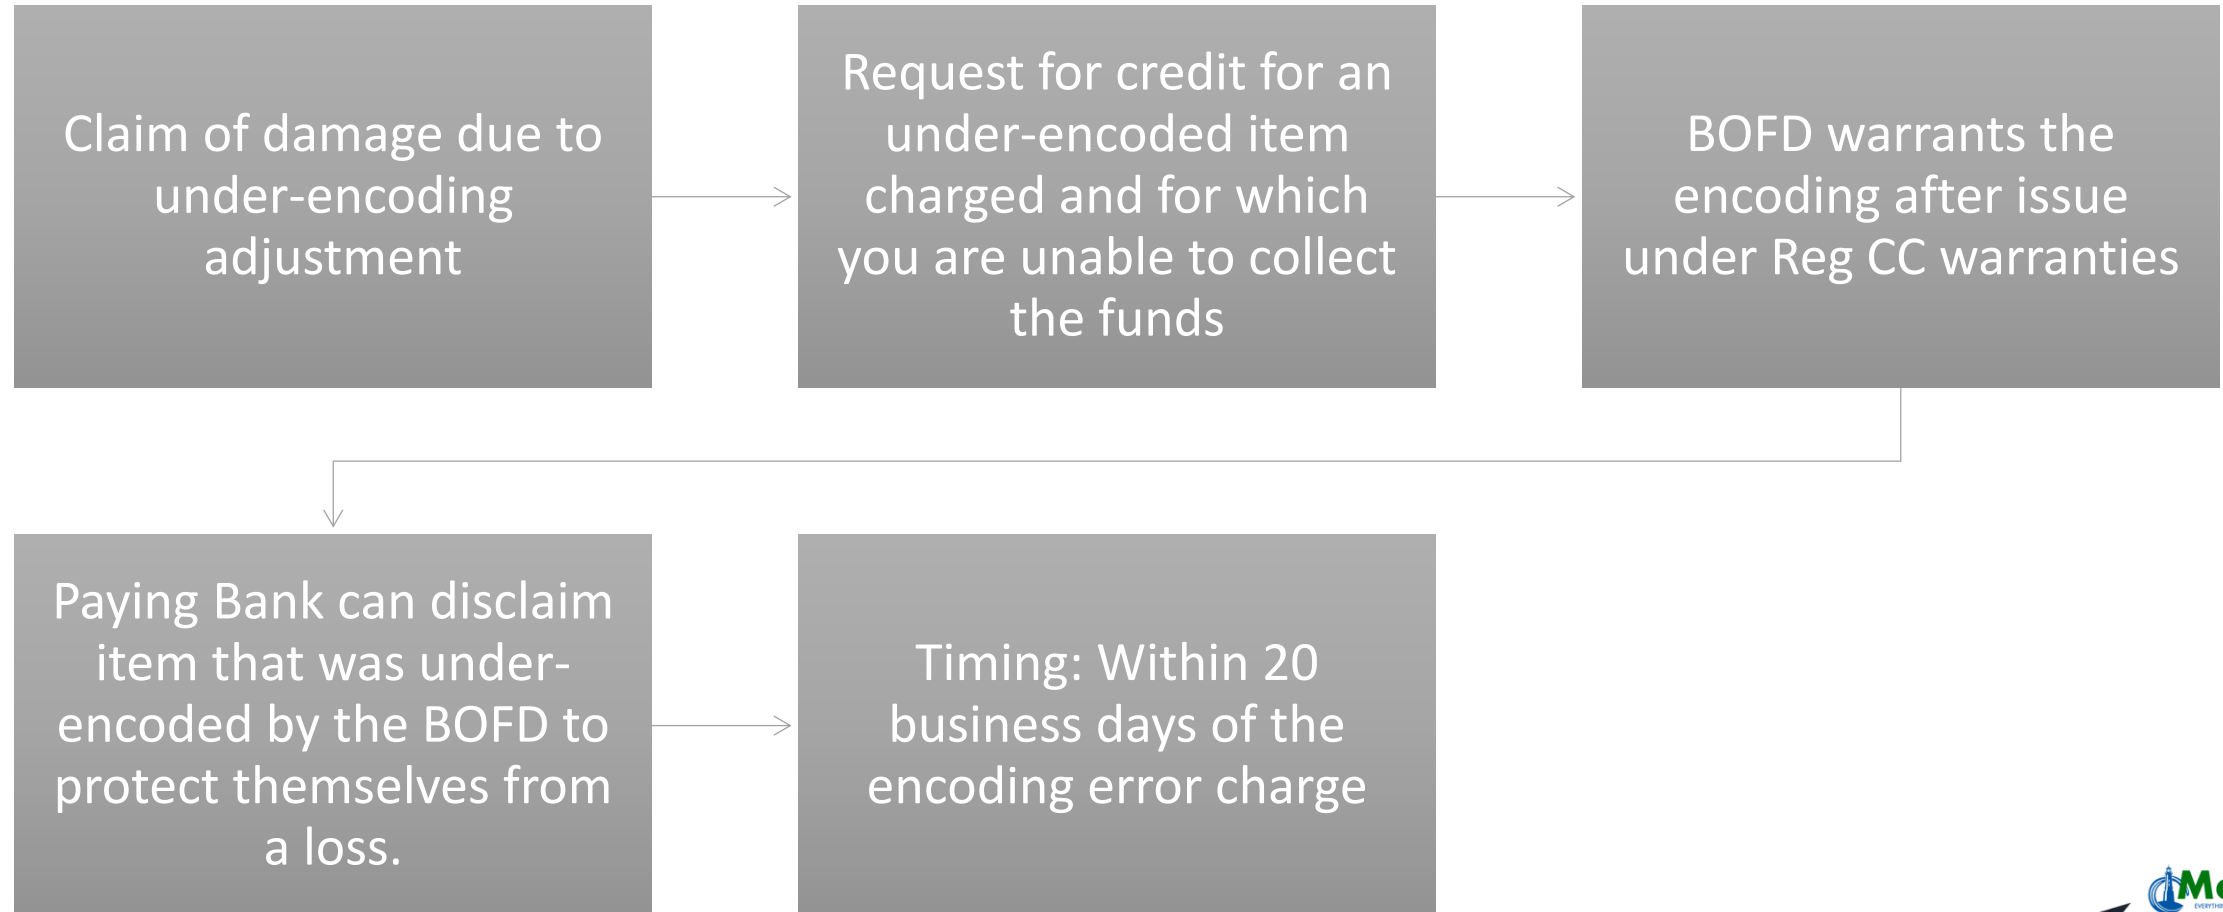 Claim of damage due to
under-encoding
adjustment
Request for credit for an
under-encoded item
charged and for which
you are unable to collect
the funds
BOFD warrants the
encoding after issue
under Reg CC warranties
Paying Bank can disclaim
item that was under-
encoded by the BOFD to
protect themselves from
a loss.
Timing: Within 20
business days of the
encoding error charge